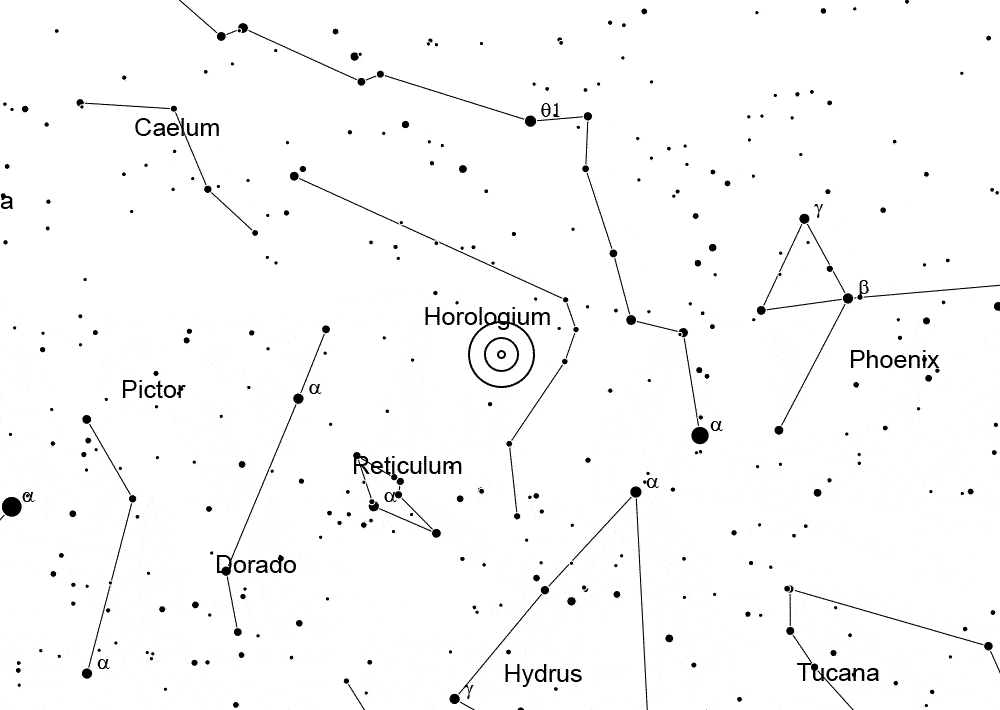 θ1
Caelum
a
γ
β
Horologium
Phoenix
Pictor
α
α
Reticulum
α
α
α
Dorado
α
Hydrus
Tucana
γ